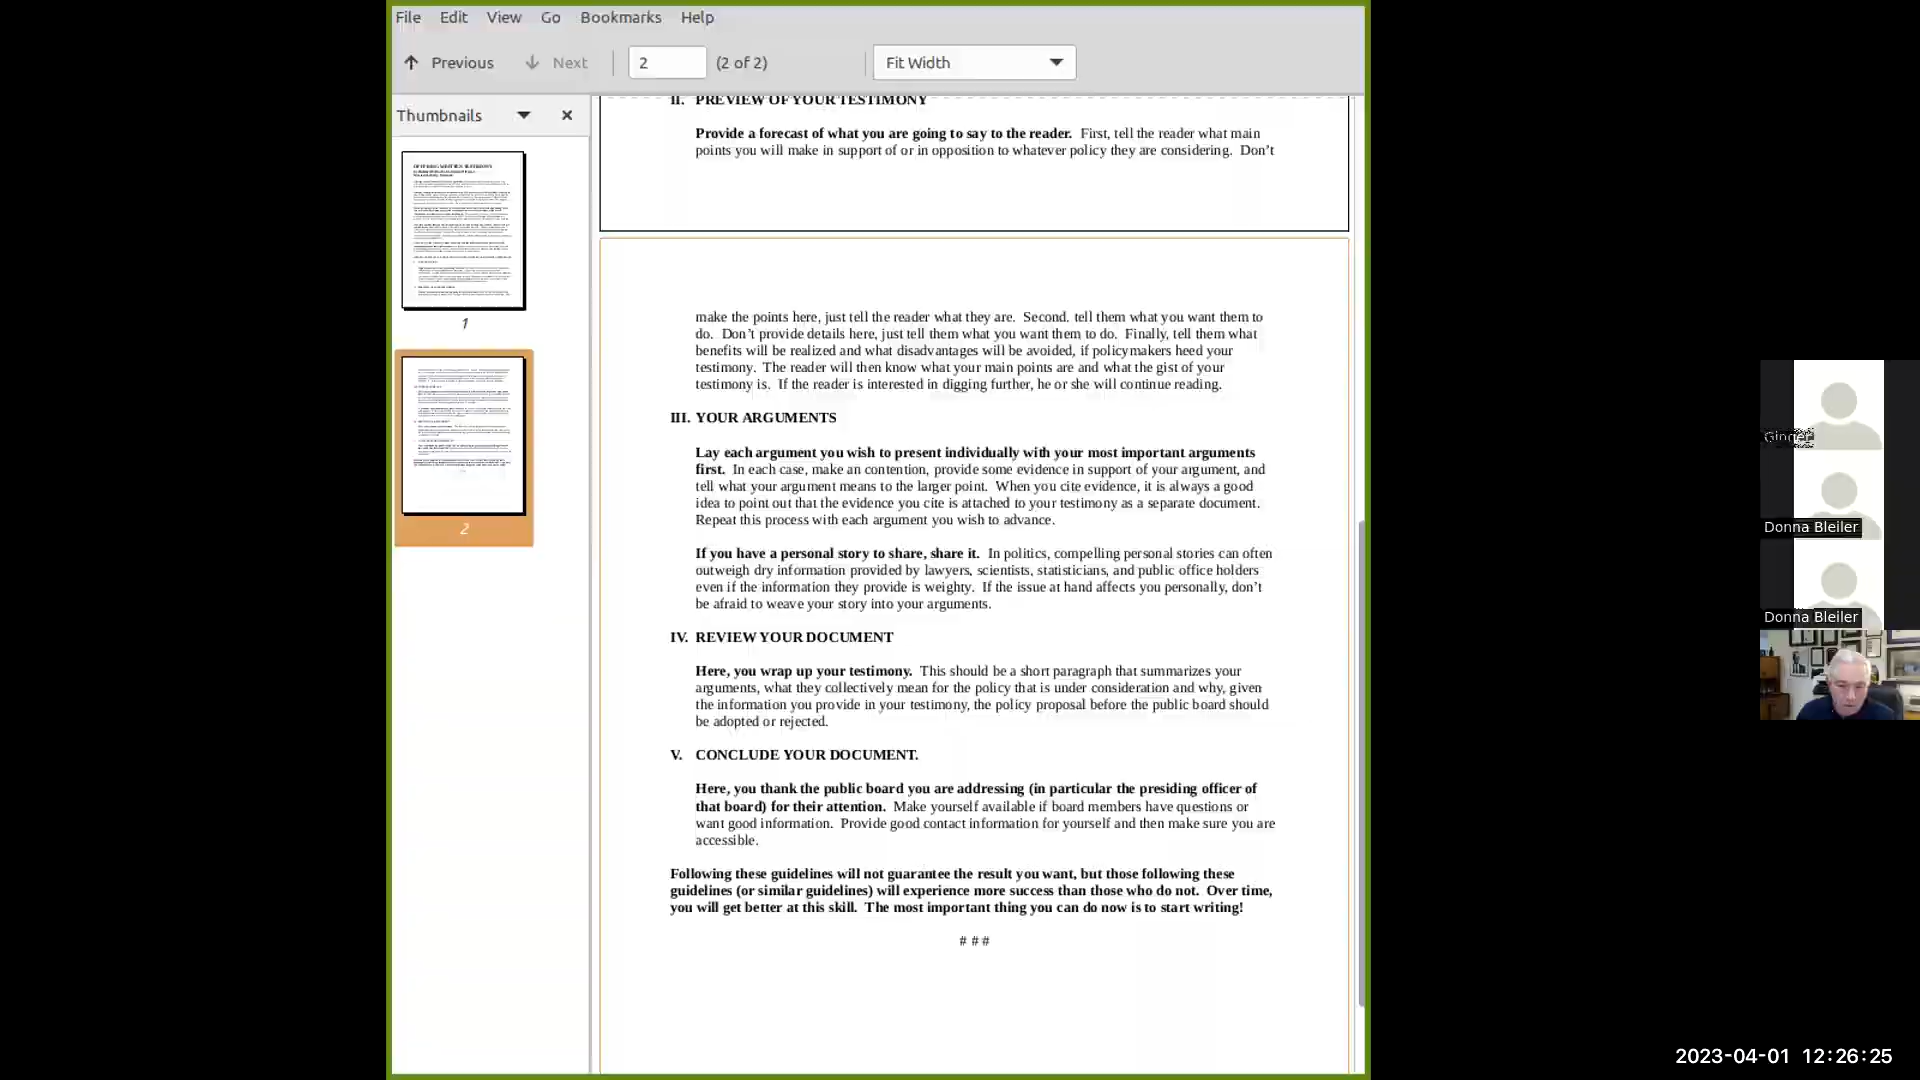 File Edit View Go Bookmarks Help
Previous Next 2 (2 of 2) Fit Width
Thumbnails
1
2
II. PREVIEW OF YOUR TESTIMONY
Provide a forecast of what you are going to say to the reader. First, tell the reader what main
points you will make in support of or in opposition to whatever policy they are considering. Don't
make the points here, just tell the reader what they are. Second. tell them what you want them to
do. Don't provide details here, just tell them what you want them to do. Finally, tell them what
benefits will be realized and what disadvantages will be avoided, if policymakers heed your
testimony. The reader will then know what your main points are and what the gist of your
testimony is. If the reader is interested in digging further, he or she will continue reading.
III. YOUR ARGUMENTS
Lay each argument you wish to present individually with your most important arguments
first. In each case, make an contention, provide some evidence in support of your argument, and
tell what your argument means to the larger point. When you cite evidence, it is always a good
idea to point out that the evidence you cite is attached to your testimony as a separate document.
Repeat this process with each argument you wish to advance.
If you have a personal story to share, share it. In politics, compelling personal stories can often
outweigh dry information provided by lawyers, scientists, statisticians, and public office holders
even if the information they provide is weighty. If the issue at hand affects you personally, don't
be afraid to weave your story into your arguments.
IV. REVIEW YOUR DOCUMENT
Here, you wrap up your testimony. This should be a short paragraph that summarizes your
arguments, what they collectively mean for the policy that is under consideration and why, given
the information you provide in your testimony, the policy proposal before the public board should
be adopted or rejected.
V. CONCLUDE YOUR DOCUMENT.
Here, you thank the public board you are addressing (in particular the presiding officer of
that board) for their attention. Make yourself available if board members have questions or
want good information. Provide good contact information for yourself and then make sure you are
accessible.
Following these guidelines will not guarantee the result you want, but those following these
guidelines (or similar guidelines) will experience more success than those who do not. Over time,
you will get better at this skill. The most important thing you can do now is to start writing!
# # #
Ginger
Donna Bleiler
Donna Bleiler
2023-04-01 12:26:25